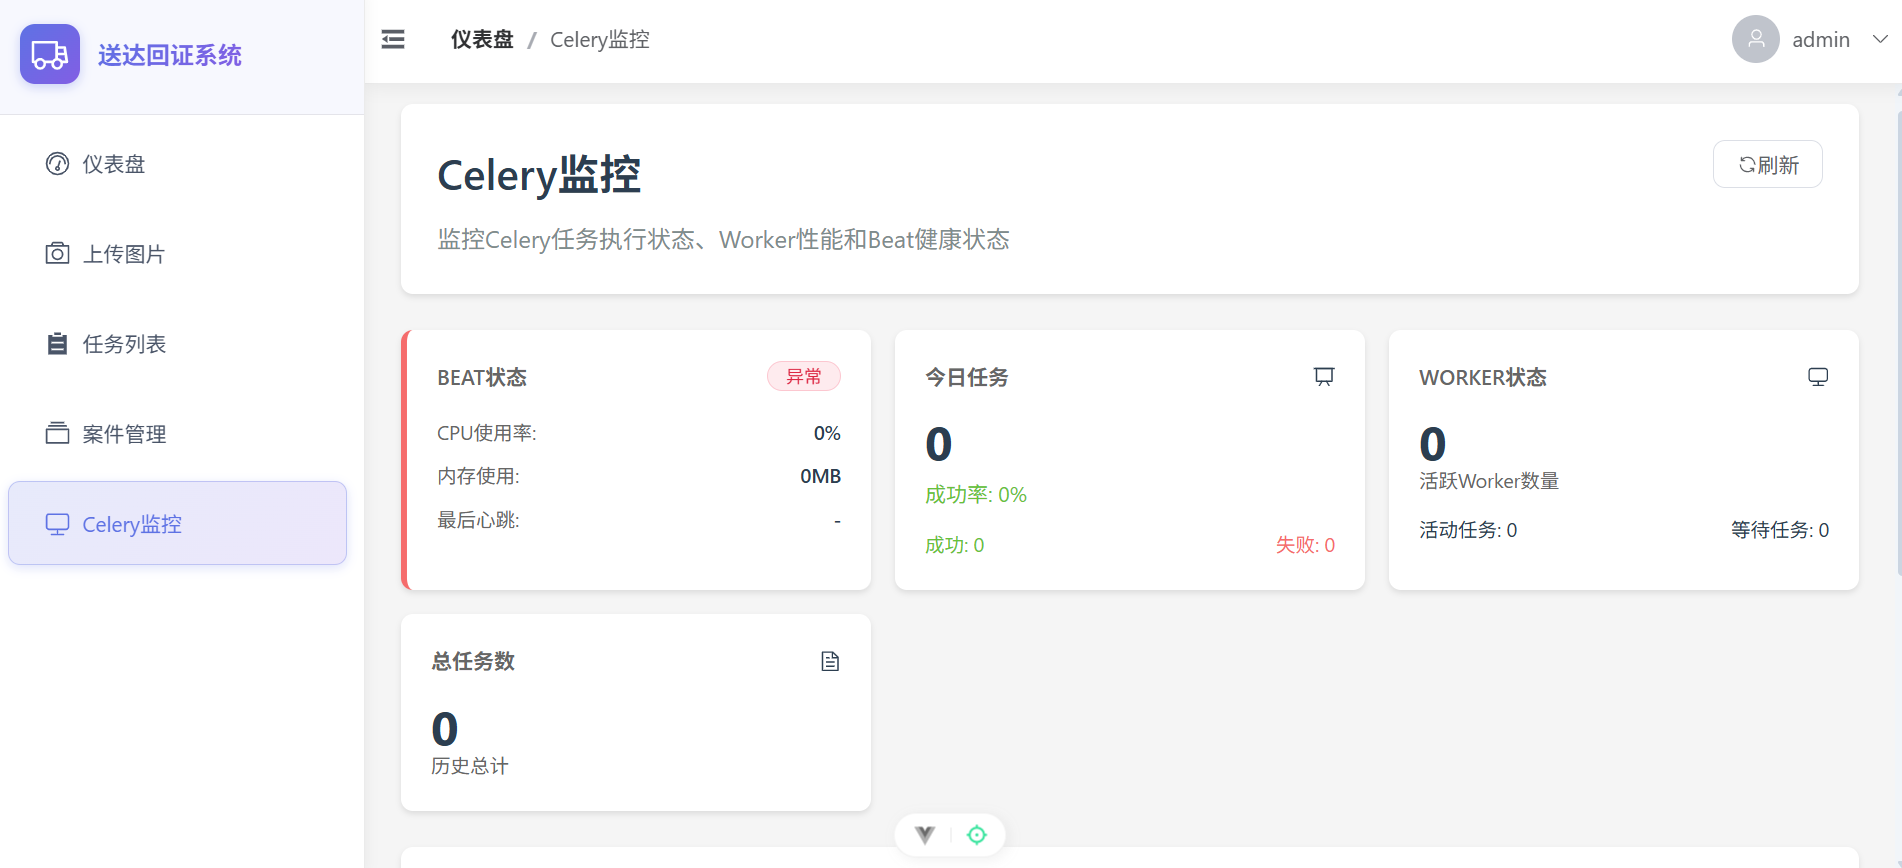 送达回证系统
仪表盘 / Celery监控
admin
仪表盘
上传图片
任务列表
案件管理
Celery监控
Celery监控
刷新
监控Celery任务执行状态、Worker性能和Beat健康状态
BEAT状态
异常
CPU使用率:
0%
内存使用:
0MB
最后心跳:
-
今日任务
0
成功率: 0%
成功: 0
失败: 0
WORKER状态
0
活跃Worker数量
活动任务: 0
等待任务: 0
总任务数
0
历史总计